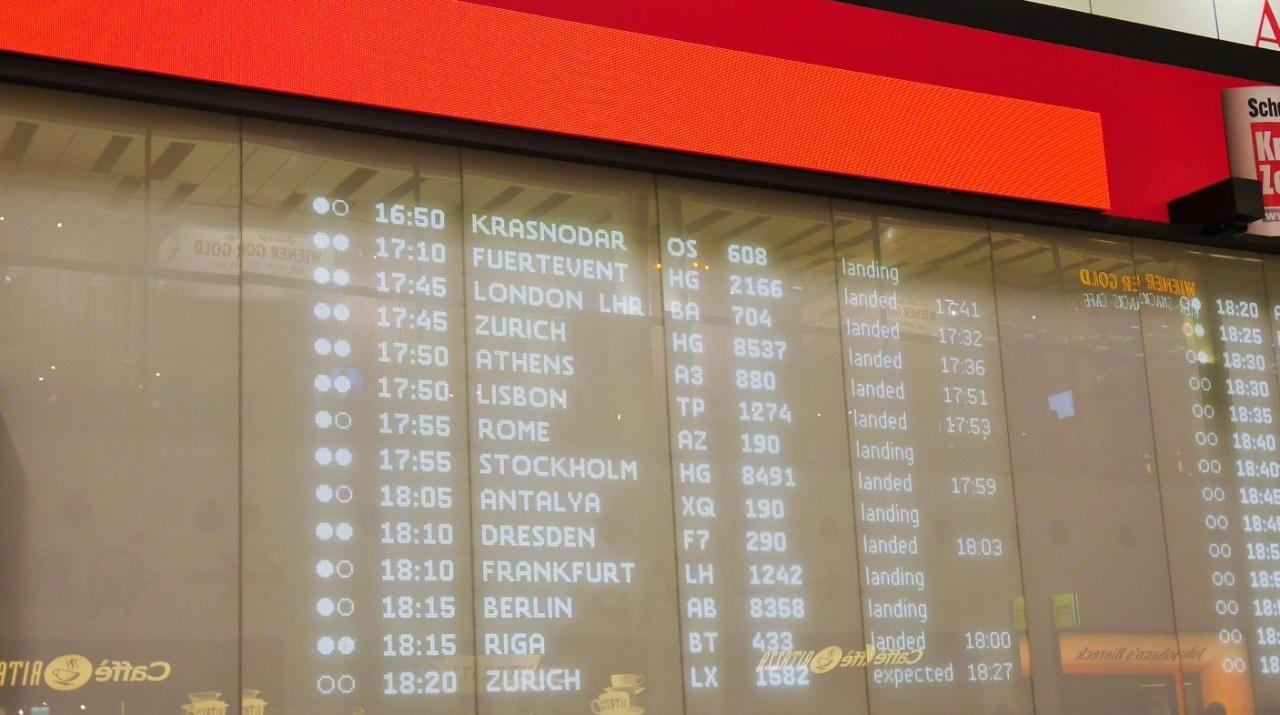 16:50 KRASNODAR OS 608 landing
17:10 FUERTEVENT HG 2166 landed 17:41
17:45 LONDON LHR BA 704 landed 17:32
17:45 ZURICH HG 8537 landed 17:36
17:50 ATHENS A3 880 landed 17:51
17:50 LISBON TP 1274 landed 17:53
17:55 ROME AZ 190 landing
17:55 STOCKHOLM HG 8491 landed 17:59
18:05 ANTALYA XQ 190 landing
18:10 DRESDEN F7 290 landed 18:03
18:10 FRANKFURT LH 1242 landing
18:15 BERLIN AB 8358 landing
18:15 RIGA BT 433 landed 18:00
18:20 ZURICH LX 1582 expected 18:27
18:20
18:25
18:30
18:30
18:35
18:40
18:40
WIENER GOLD
Caffè
Caffè
Johann's Biereck